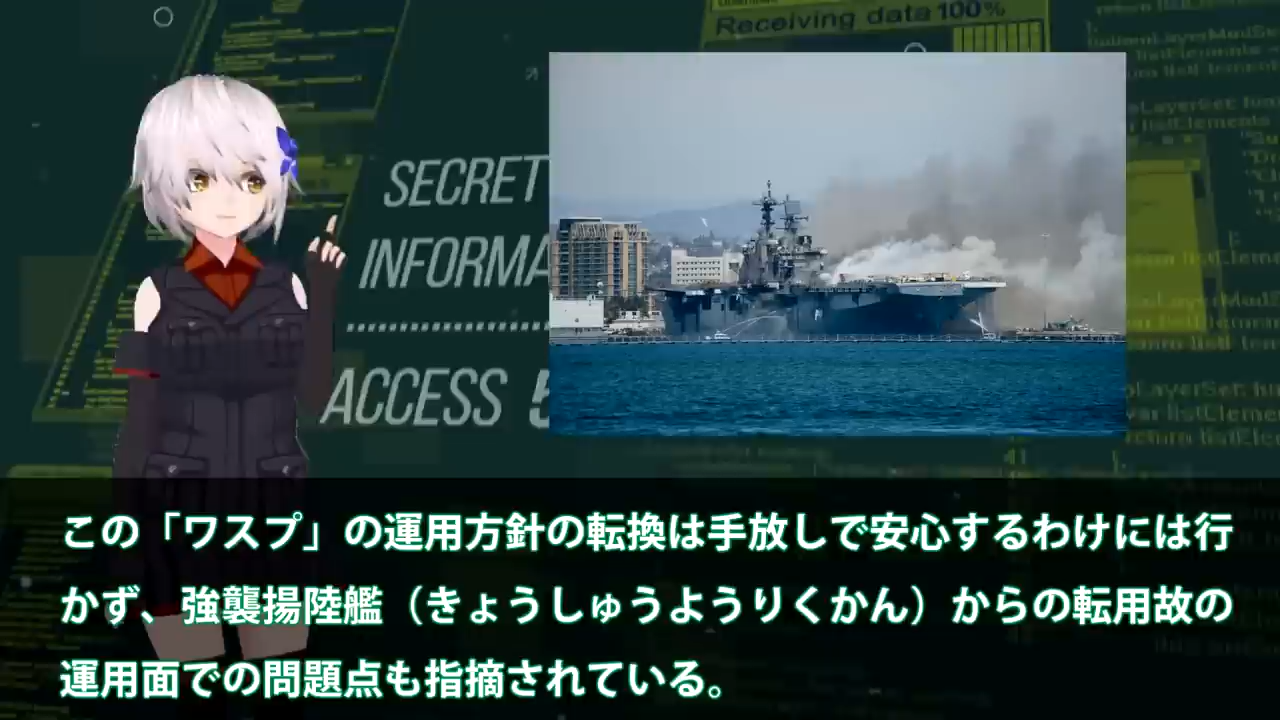 Receiving data 100%
SECRET
INFORMA
ACCESS 5
この「ワスプ」の運用方針の転換は手放しで安心するわけには行
かず、強襲揚陸艦（きょうしゅうようりくかん）からの転用故の
運用面での問題点も指摘されている。